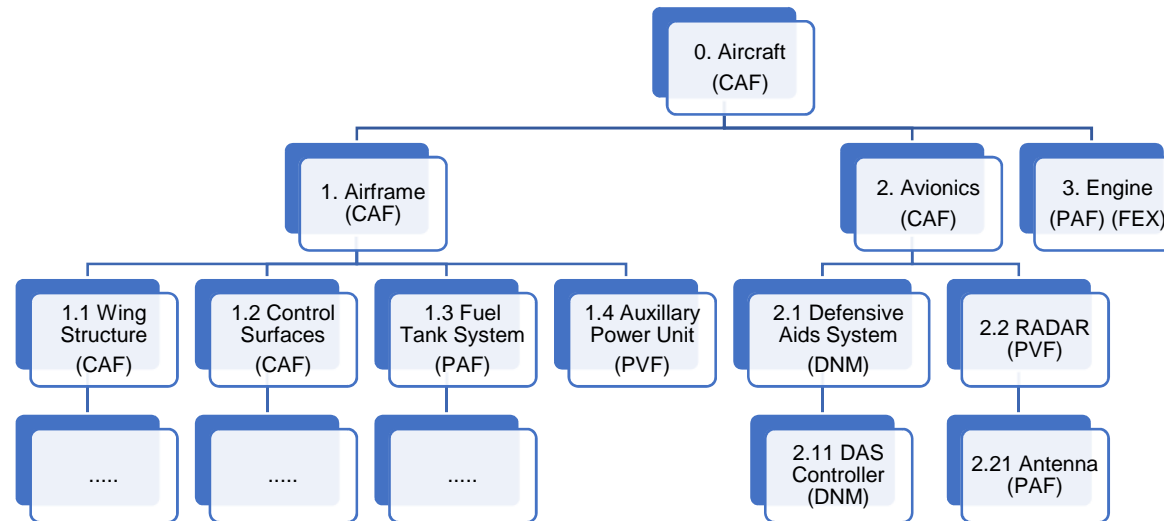 0. Aircraft
(CAF)
1. Airframe
(CAF)
2. Avionics
(CAF)
3. Engine
(PAF) (FEX)
1.1 Wing
Structure
(CAF)
1.2 Control
Surfaces
(CAF)
1.3 Fuel
Tank System
(PAF)
1.4 Auxillary
Power Unit
(PVF)
2.1 Defensive
Aids System
(DNM)
2.2 RADAR
(PVF)
.....
.....
.....
2.11 DAS
Controller
(DNM)
2.21 Antenna
(PAF)